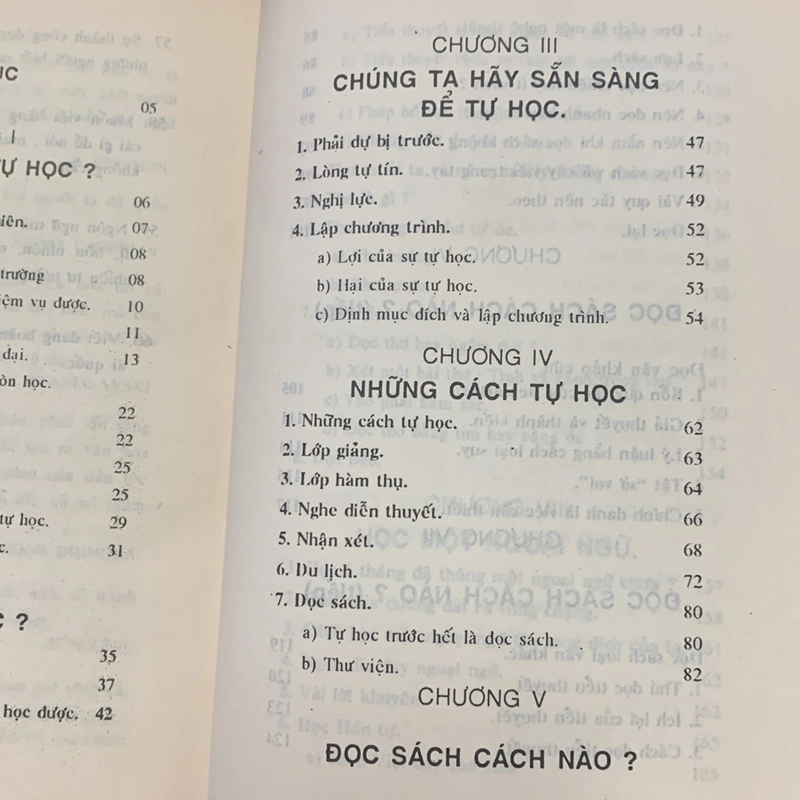 ỤC
05
I
TỰ HỌC ?
06
iên. 07
08
trường 08
iệm vụ được. 10
11
đại. 13
òn học.
22
22
25
25
tự học. 29
c. 31
C ?
35
37
học được. 42
CHƯƠNG III
CHÚNG TA HÃY SẴN SÀNG
ĐỂ TỰ HỌC.
1. Phải dự bị trước. 47
2. Lòng tự tín. 47
3. Nghị lực. 49
4. Lập chương trình. 52
a) Lợi của sự tự học. 52
b) Hại của sự tự học. 53
c) Định mục đích và lập chương trình. 54
CHƯƠNG IV
NHỮNG CÁCH TỰ HỌC
1. Những cách tự học. 62
2. Lớp giảng. 63
3. Lớp hàm thụ. 64
4. Nghe diễn thuyết. 66
5. Nhận xét. 68
6. Du lịch. 72
7. Đọc sách. 80
a) Tự học trước hết là đọc sách. 80
b) Thư viện. 82
CHƯƠNG V
ĐỌC SÁCH CÁCH NÀO ?